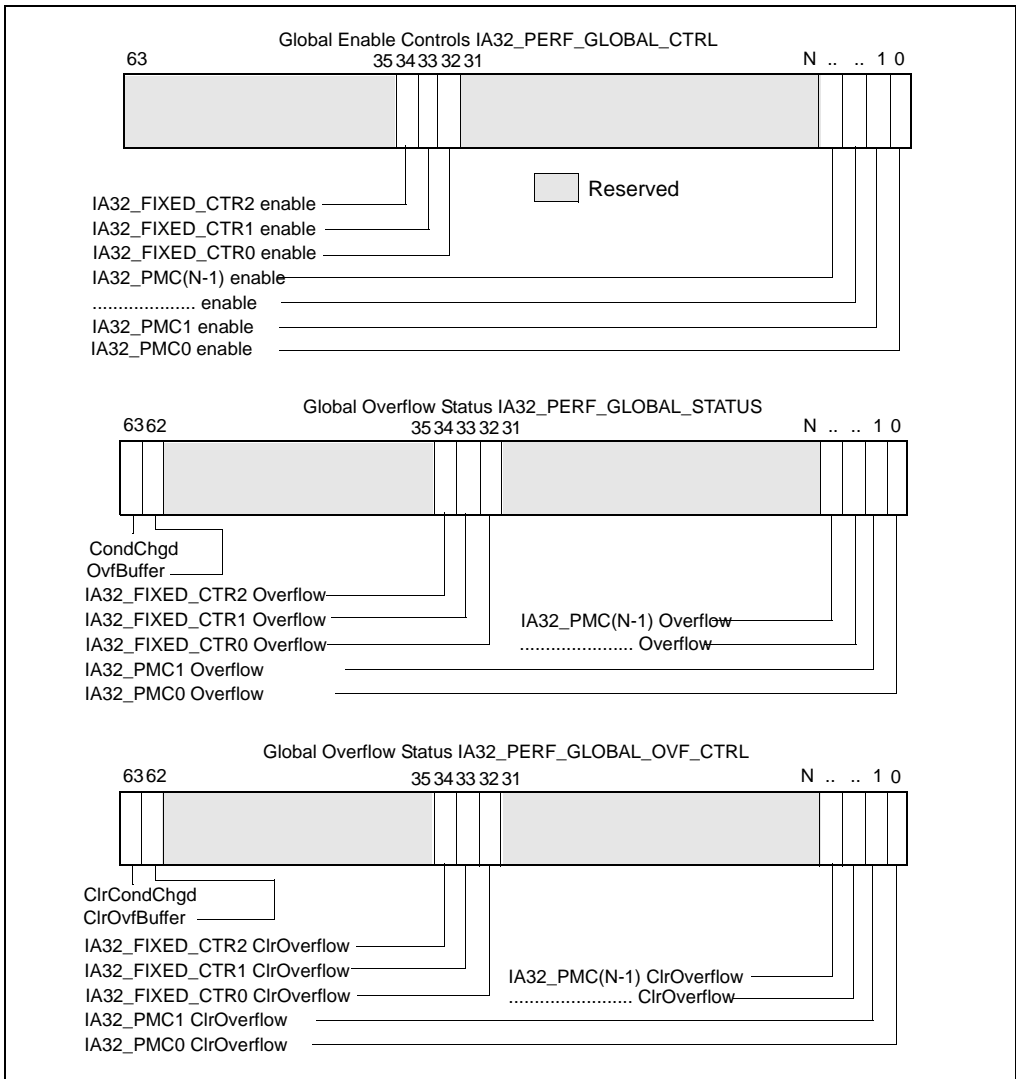 Global Enable Controls IA32_PERF_GLOBAL_CTRL
63 35 34 33 32 31 N .. .. 1 0
Reserved
IA32_FIXED_CTR2 enable
IA32_FIXED_CTR1 enable
IA32_FIXED_CTR0 enable
IA32_PMC(N-1) enable
.................... enable
IA32_PMC1 enable
IA32_PMC0 enable
Global Overflow Status IA32_PERF_GLOBAL_STATUS
63 62 35 34 33 32 31 N .. .. 1 0
CondChgd
OvfBuffer
IA32_FIXED_CTR2 Overflow
IA32_FIXED_CTR1 Overflow
IA32_FIXED_CTR0 Overflow
IA32_PMC1 Overflow
IA32_PMC0 Overflow
IA32_PMC(N-1) Overflow
...................... Overflow
Global Overflow Status IA32_PERF_GLOBAL_OVF_CTRL
63 62 35 34 33 32 31 N .. .. 1 0
ClrCondChgd
ClrOvfBuffer
IA32_FIXED_CTR2 ClrOverflow
IA32_FIXED_CTR1 ClrOverflow
IA32_FIXED_CTR0 ClrOverflow
IA32_PMC1 ClrOverflow
IA32_PMC0 ClrOverflow
IA32_PMC(N-1) ClrOverflow
........................ ClrOverflow